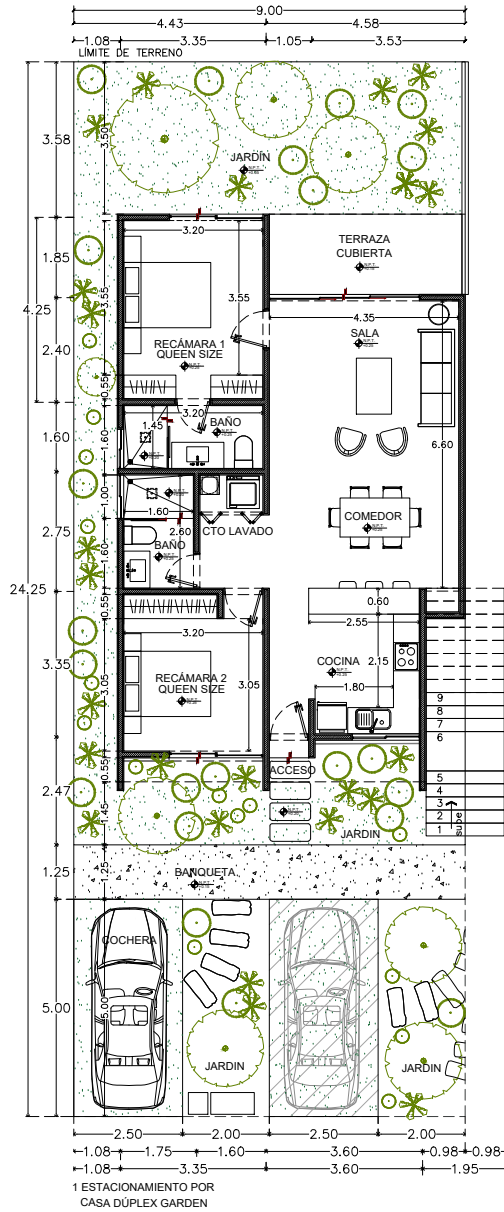 9.00
4.43 4.58
1.08 3.35 1.05 3.53
LÍMITE DE TERRENO
3.58
3.50
JARDÍN
N.P.T.
1.85
4.25
2.40
3.20
3.55
3.55
RECÁMARA 1
QUEEN SIZE
N.P.T.
0.55
TERRAZA
CUBIERTA
N.P.T.
4.35
SALA
N.P.T.
6.60
1.60
1.60
3.20
1.45
BAÑO
N.P.T.
N.P.T.
1.00
1.60
2.60
N.P.T.
CTO LAVADO
COMEDOR
N.P.T.
2.75
1.60
BAÑO
N.P.T.
24.25
0.55
0.60
2.55
3.35
3.20
3.05
3.05
RECÁMARA 2
QUEEN SIZE
N.P.T.
COCINA
N.P.T.
2.15
1.80
9
8
7
6
5
4
3
2
1
sube
2.47
0.55
1.45
ACCESO
N.P.T.
JARDIN
1.25
1.25
BANQUETA
N.P.T.
COCHERA
5.00
5.00
JARDIN
JARDIN
2.50 2.00 2.50 2.00
1.08 1.75 1.60 3.60 0.98 0.98
1.08 3.35 3.60 1.95
1 ESTACIONAMIENTO POR
CASA DÚPLEX GARDEN